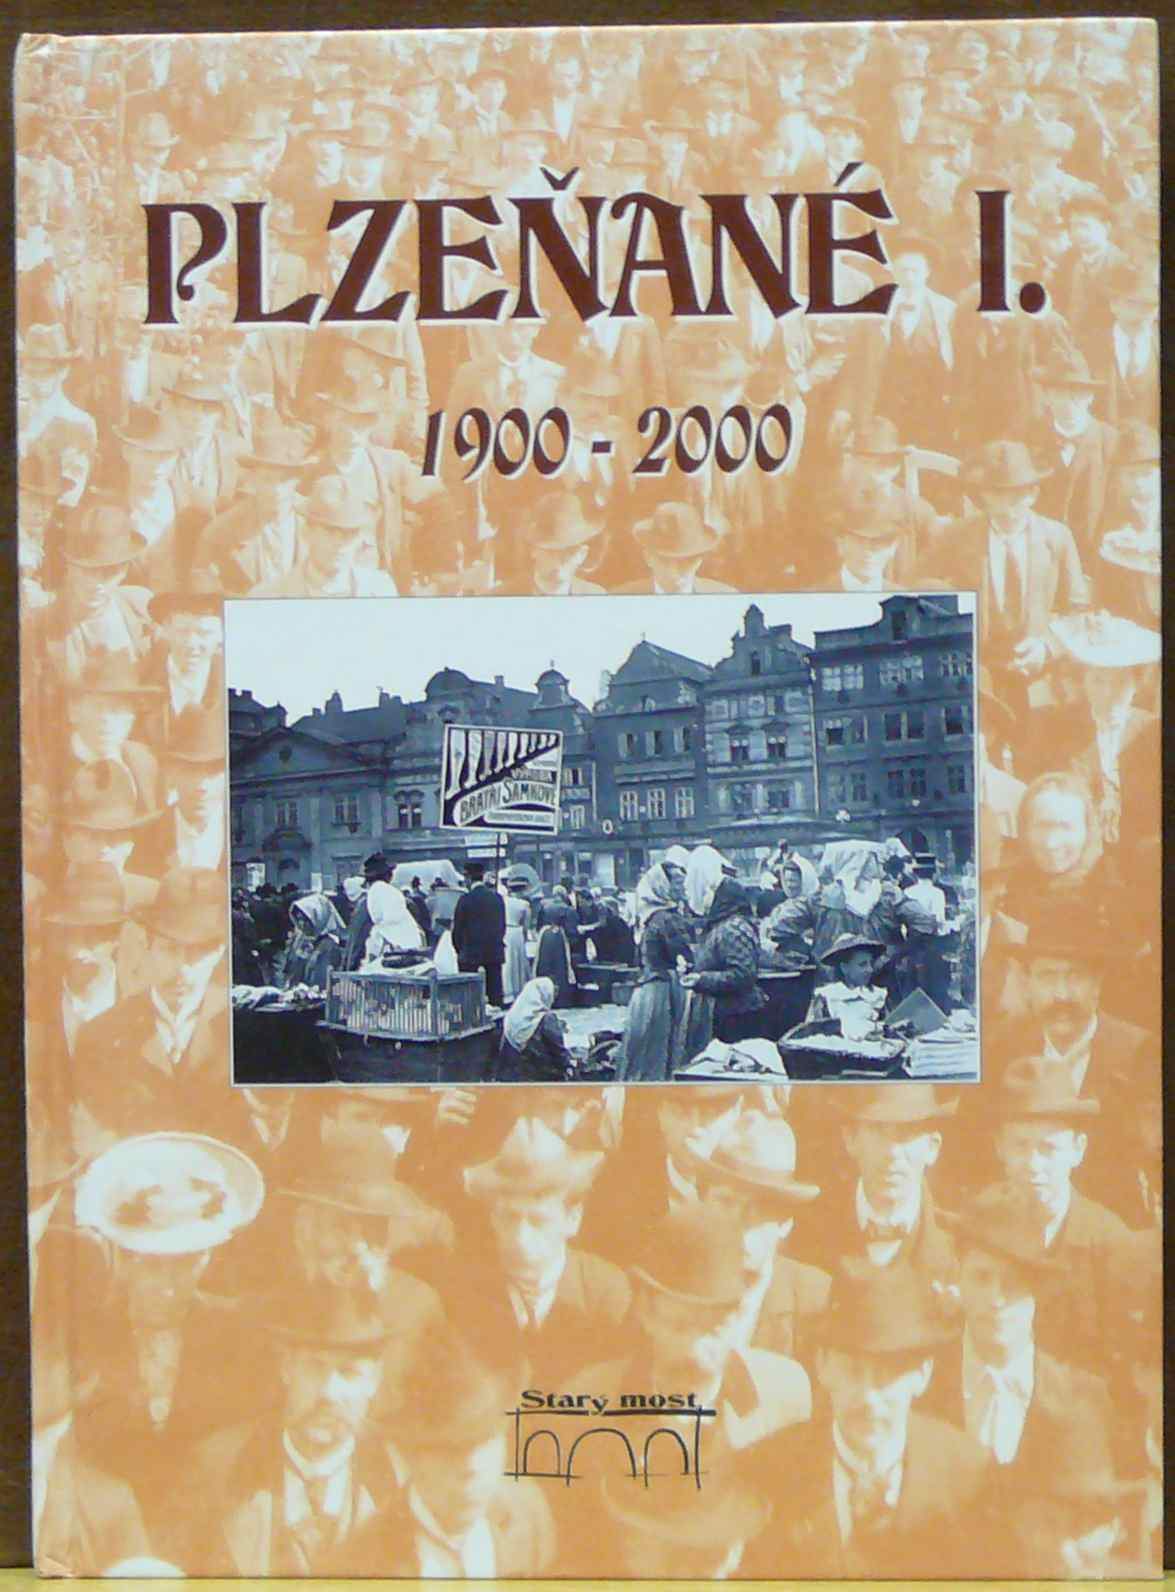 PLZEŇANÉ I.
1900 - 2000
BRATŘI SAMKOVÉ
Starý most